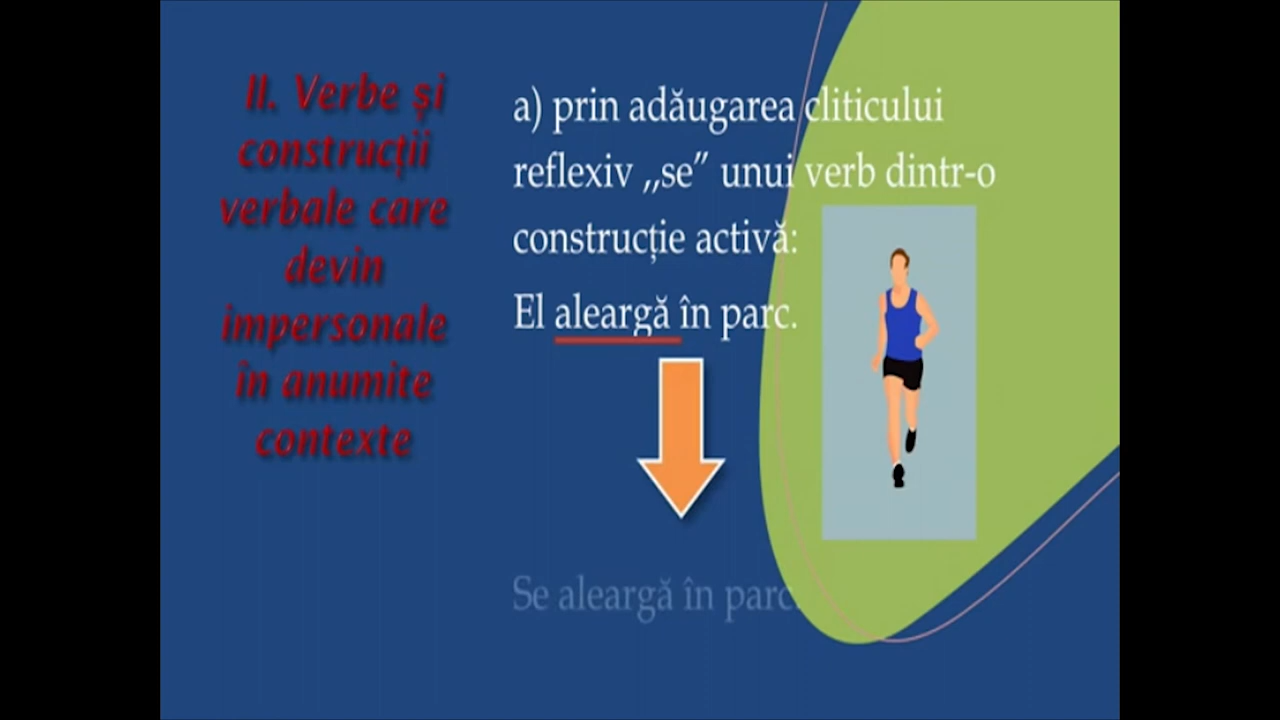 II. Verbe și
construcții
verbale care
devin
impersonale
în anumite
contexte
a) prin adăugarea cliticului
reflexiv ,,se” unui verb dintr-o
construcție activă:
El aleargă în parc.
Se aleargă în parc.